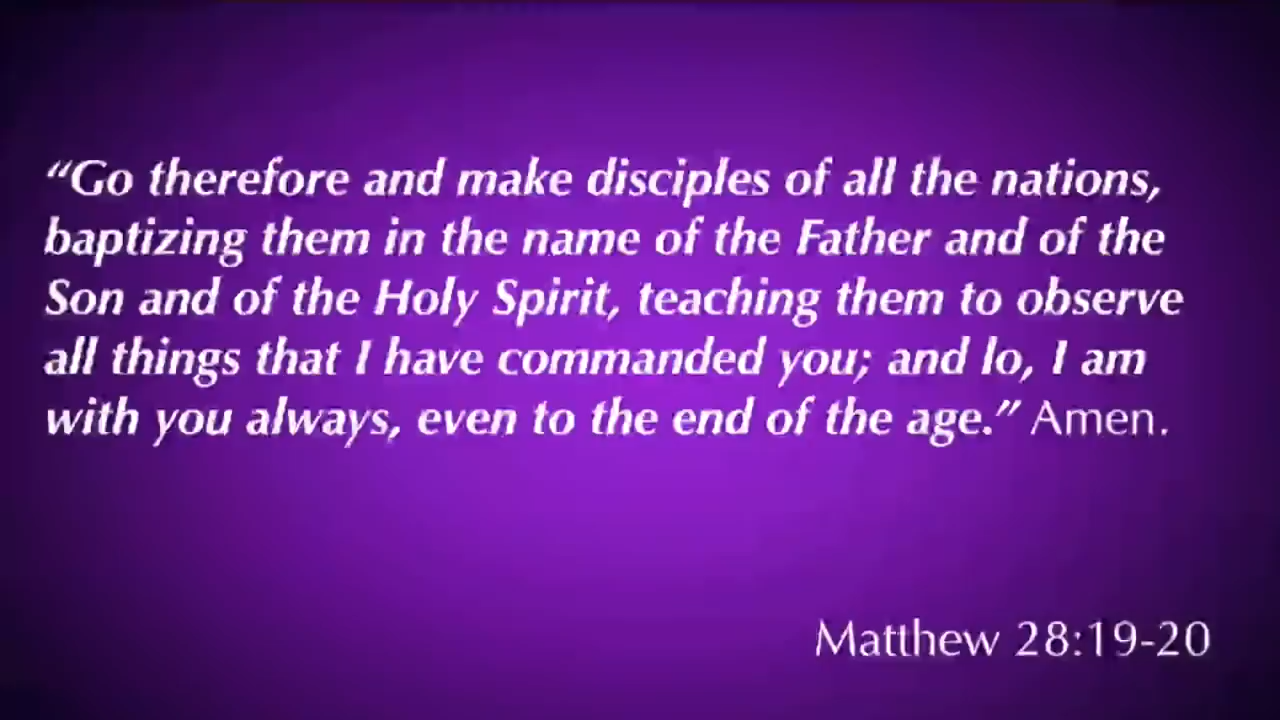 “Go therefore and make disciples of all the nations,
baptizing them in the name of the Father and of the
Son and of the Holy Spirit, teaching them to observe
all things that I have commanded you; and lo, I am
with you always, even to the end of the age.” Amen.
Matthew 28:19-20